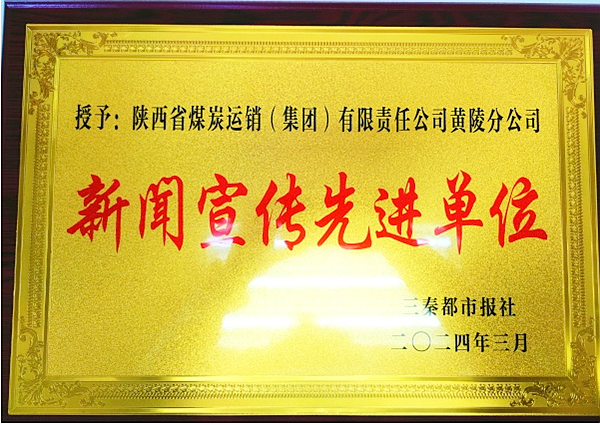 授予：陕西省煤炭运销（集团）有限责任公司黄陵分公司
新闻宣传先进单位
三秦都市报社
二〇二四年三月